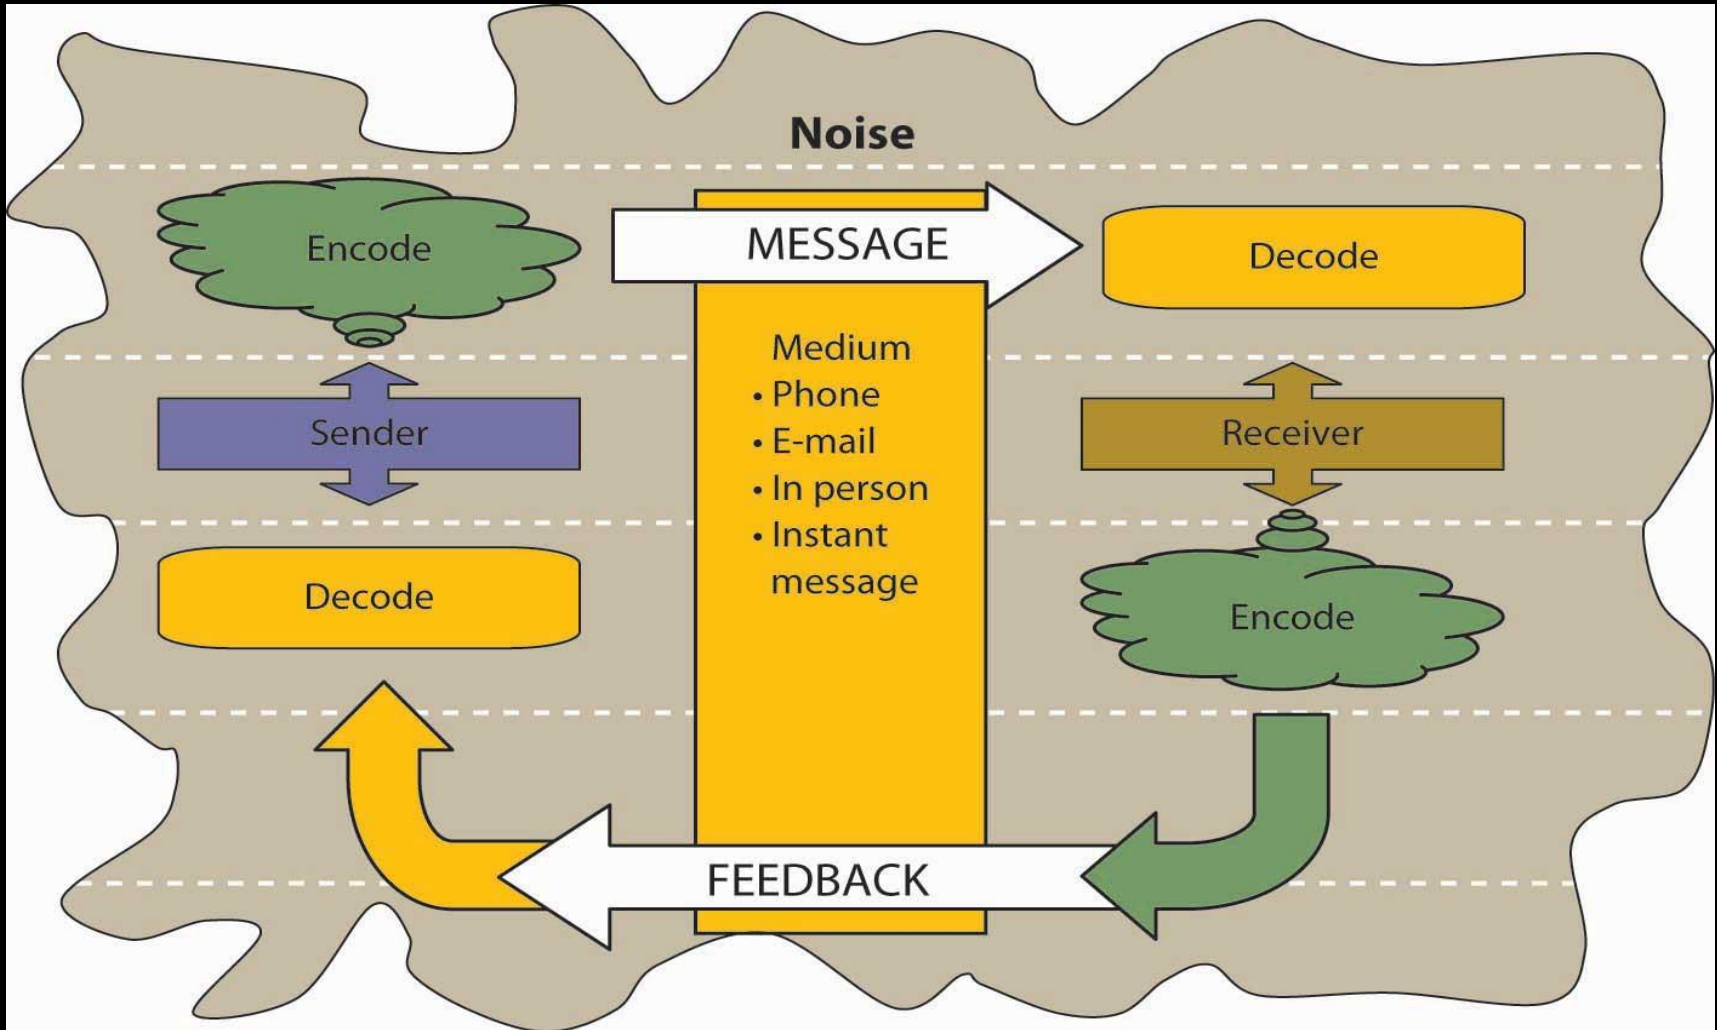 Noise
Encode
MESSAGE
Decode
Medium
• Phone
• E-mail
• In person
• Instant
message
Sender
Receiver
Decode
Encode
FEEDBACK